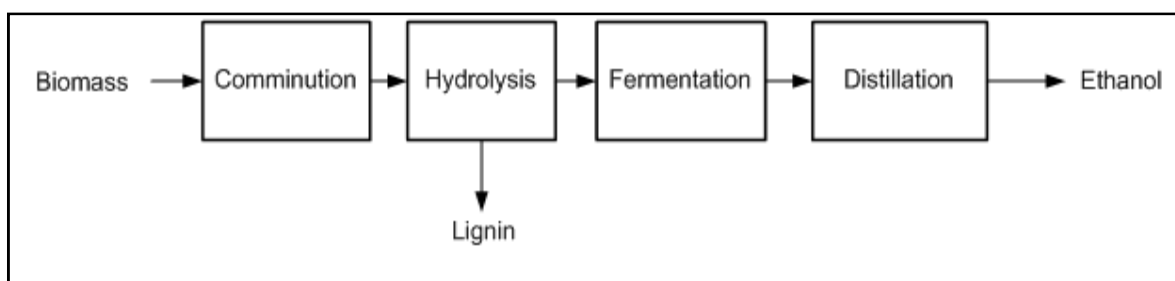 Biomass
Comminution
Hydrolysis
Fermentation
Distillation
Ethanol
Lignin